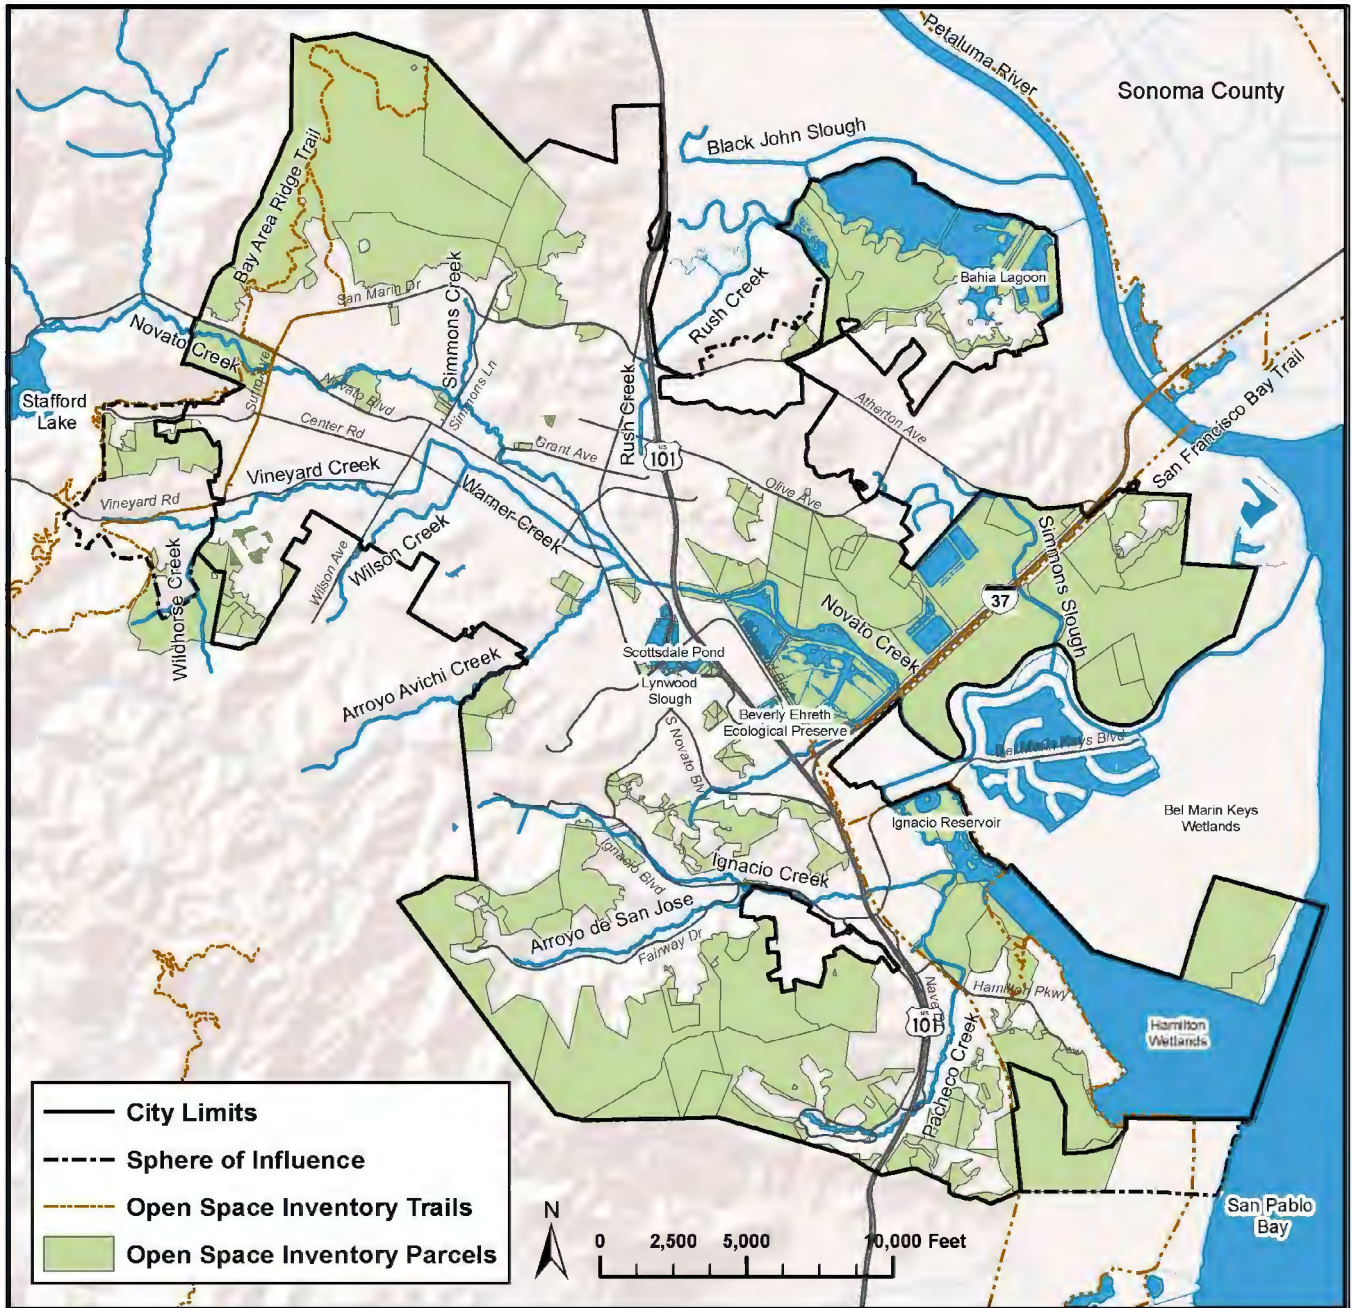 Petaluma River
Sonoma County
Black John Slough
Bay Area Ridge Trail
Rush Creek
Bahia Lagoon
San Marin Dr
Simmons Creek
Novato Creek
Stafford
Lake
Sutro Ave
Novato Blvd
Simmons Ln
Center Rd
Grant Ave
Rush Creek
US
101
Atherton Ave
San Francisco Bay Trail
Vineyard Creek
Vineyard Rd
Warner Creek
Olive Ave
Wilson Creek
Wilson Ave
Wildhorse Creek
Simmons Slough
37
Novato Creek
Scottsdale Pond
Lynwood
Slough
Arroyo Avichi Creek
Beverly Ehreth
Ecological Preserve
S Novato Blv
Bel Marin Keys Blvd
Bel Marin Keys
Wetlands
Ignacio Reservoir
Ignacio Blvd
Ignacio Creek
Arroyo de San Jose
Fairway Dr
Hamilton Pkwy
Nave Dr
US
101
Pacheco Creek
Hamilton
Wetlands
San Pablo
Bay
City Limits
Sphere of Influence
Open Space Inventory Trails
Open Space Inventory Parcels
N
0 2,500 5,000 10,000 Feet